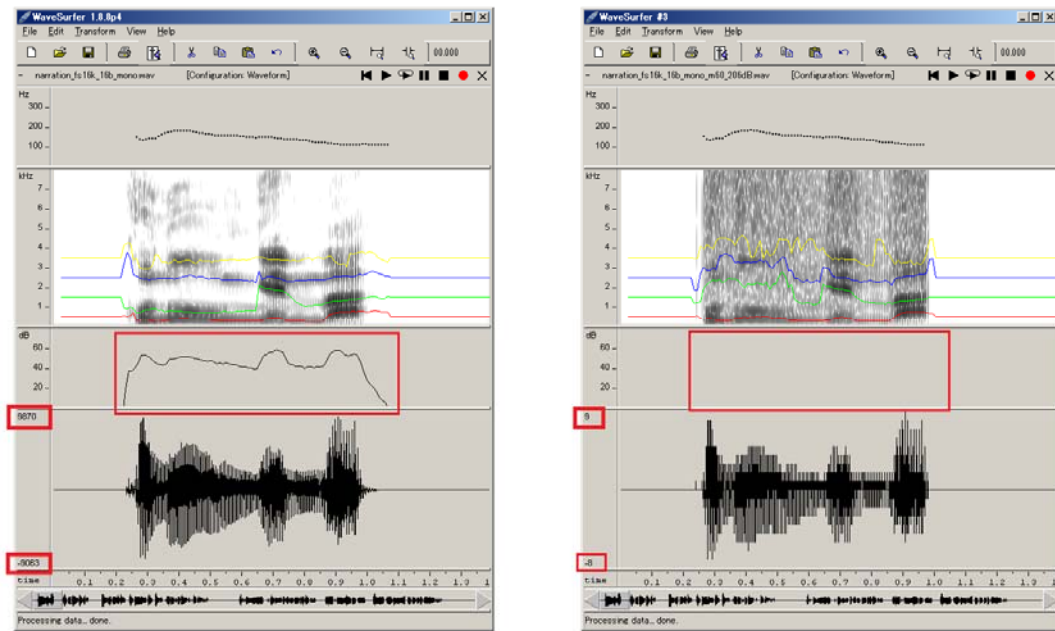 WaveSurfer 1.8.8p4
File Edit Transform View Help
00.000
- narration_fs16k_16b_mono.wav [Configuration: Waveform]
Hz
300
200
100
kHz
7
6
5
4
3
2
1
dB
60
40
20
9870
-9063
time 0.1 0.2 0.3 0.4 0.5 0.6 0.7 0.8 0.9 1.0 1.1 1.2 1.3 1
Processing data... done.
WaveSurfer #3
File Edit Transform View Help
00.000
- narration_fs16k_16b_mono_m60_206dB.wav [Configuration: Waveform]
Hz
300
200
100
kHz
7
6
5
4
3
2
1
dB
60
40
20
9
-8
time 0.1 0.2 0.3 0.4 0.5 0.6 0.7 0.8 0.9 1.0 1.1 1.2 1.3
Processing data... done.